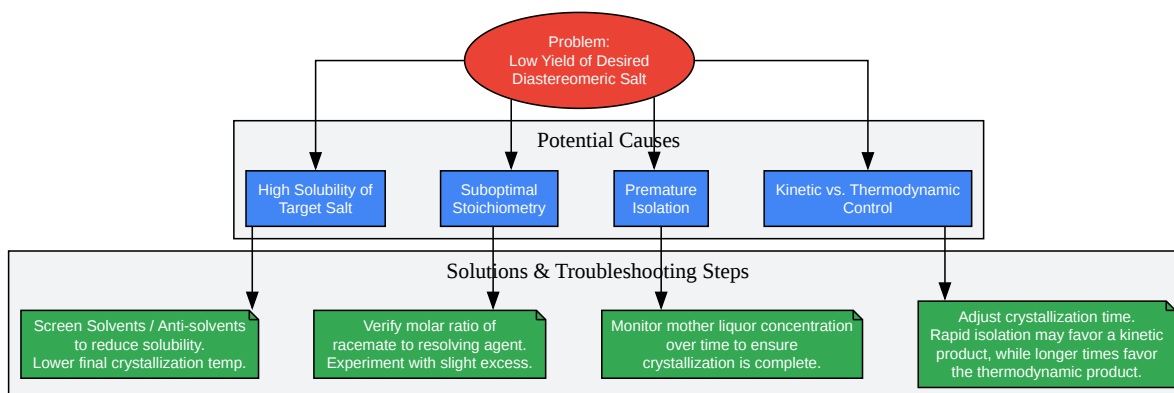 Problem:
Low Yield of Desired
Diastereomeric Salt
Potential Causes
High Solubility of
Target Salt
Suboptimal
Stoichiometry
Premature
Isolation
Kinetic vs. Thermodynamic
Control
Solutions & Troubleshooting Steps
Screen Solvents / Anti-solvents
to reduce solubility.
Lower final crystallization temp.
Verify molar ratio of
racemate to resolving agent.
Experiment with slight excess.
Monitor mother liquor concentration
over time to ensure
crystallization is complete.
Adjust crystallization time.
Rapid isolation may favor a kinetic
product, while longer times favor
the thermodynamic product.